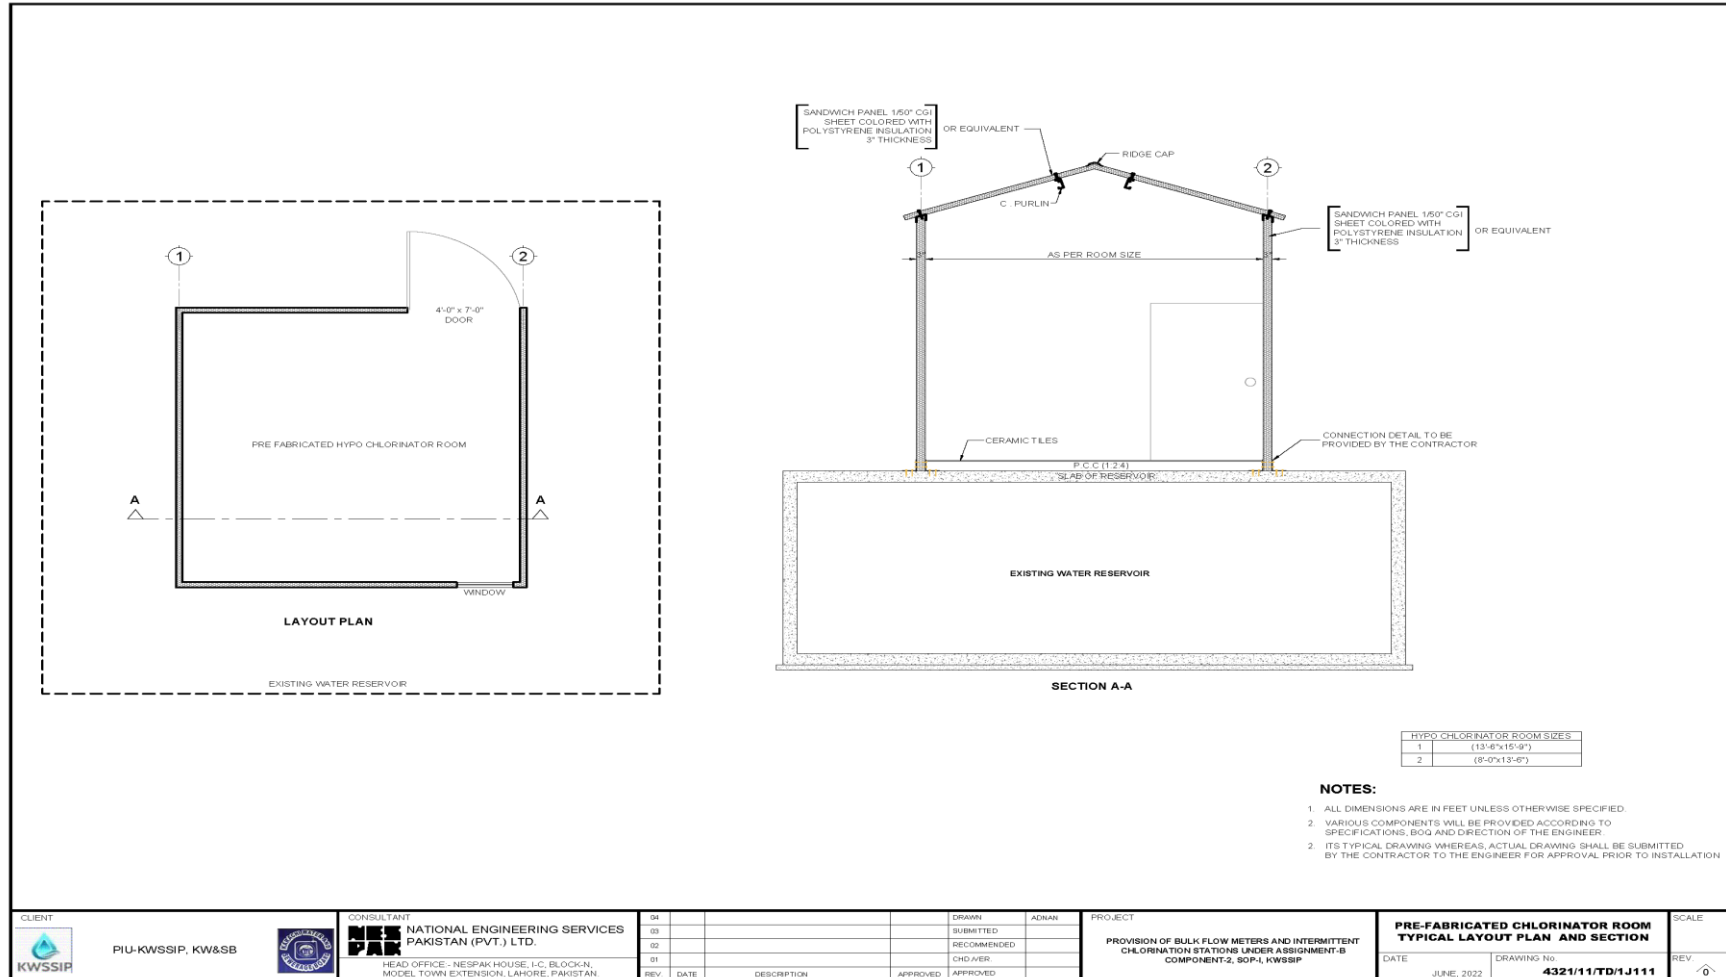 SANDWICH PANEL 1/50" CGI
SHEET COLORED WITH
POLYSTYRENE INSULATION
3" THICKNESS
OR EQUIVALENT
RIDGE CAP
1
2
C . PURLIN
SANDWICH PANEL 1/50" CGI
SHEET COLORED WITH
POLYSTYRENE INSULATION
3" THICKNESS
OR EQUIVALENT
3"
AS PER ROOM SIZE
3"
CERAMIC TILES
CONNECTION DETAIL TO BE
PROVIDED BY THE CONTRACTOR
P.C.C (1:2:4)
SLAB OF RESERVOIR
EXISTING WATER RESERVOIR
SECTION A-A
1
2
4'-0" x 7'-0"
DOOR
PRE FABRICATED HYPO CHLORINATOR ROOM
A
A
WINDOW
LAYOUT PLAN
EXISTING WATER RESERVOIR
HYPO CHLORINATOR ROOM SIZES
1 (13'-6"x15'-9")
2 (8'-0"x13'-6")
NOTES:
1. ALL DIMENSIONS ARE IN FEET UNLESS OTHERWISE SPECIFIED.
2. VARIOUS COMPONENTS WILL BE PROVIDED ACCORDING TO
SPECIFICATIONS, BOQ AND DIRECTION OF THE ENGINEER.
2. ITS TYPICAL DRAWING WHEREAS, ACTUAL DRAWING SHALL BE SUBMITTED
BY THE CONTRACTOR TO THE ENGINEER FOR APPROVAL PRIOR TO INSTALLATION
CLIENT
KWSSIP
PIU-KWSSIP, KW&SB
CONSULTANT
NES
PAK
NATIONAL ENGINEERING SERVICES
PAKISTAN (PVT.) LTD.
HEAD OFFICE - NESPAK HOUSE, I-C, BLOCK-N,
MODEL TOWN EXTENSION, LAHORE, PAKISTAN.
04 DRAWN ADNAN
03 SUBMITTED
02 RECOMMENDED
01 CHD./VER.
REV. DATE DESCRIPTION APPROVED APPROVED
PROJECT
PROVISION OF BULK FLOW METERS AND INTERMITTENT
CHLORINATION STATIONS UNDER ASSIGNMENT-B
COMPONENT-2, SOP-I, KWSSIP
PRE-FABRICATED CHLORINATOR ROOM
TYPICAL LAYOUT PLAN AND SECTION
DATE
JUNE, 2022
DRAWING No.
4321/11/TD/1J111
SCALE
REV.
0